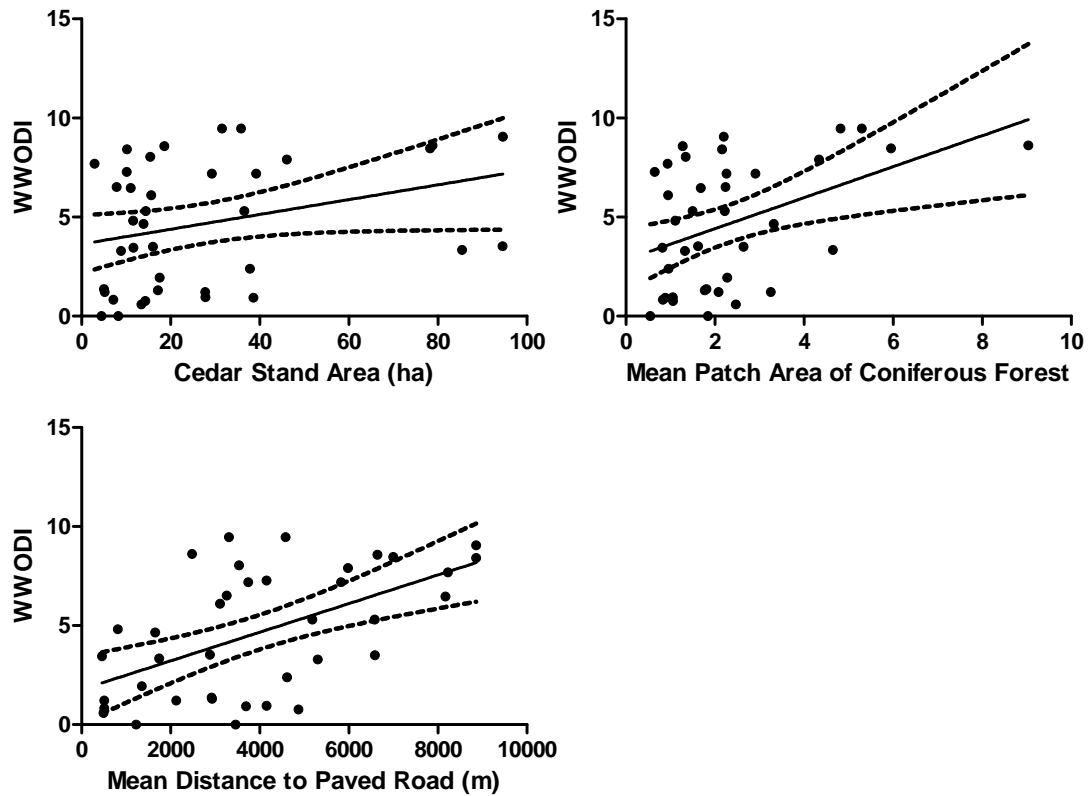 15
10
5
0
WWODI
0 20 40 60 80 100
Cedar Stand Area (ha)
15
10
5
0
WWODI
0 2 4 6 8 10
Mean Patch Area of Coniferous Forest
15
10
5
0
WWODI
0 2000 4000 6000 8000 10000
Mean Distance to Paved Road (m)